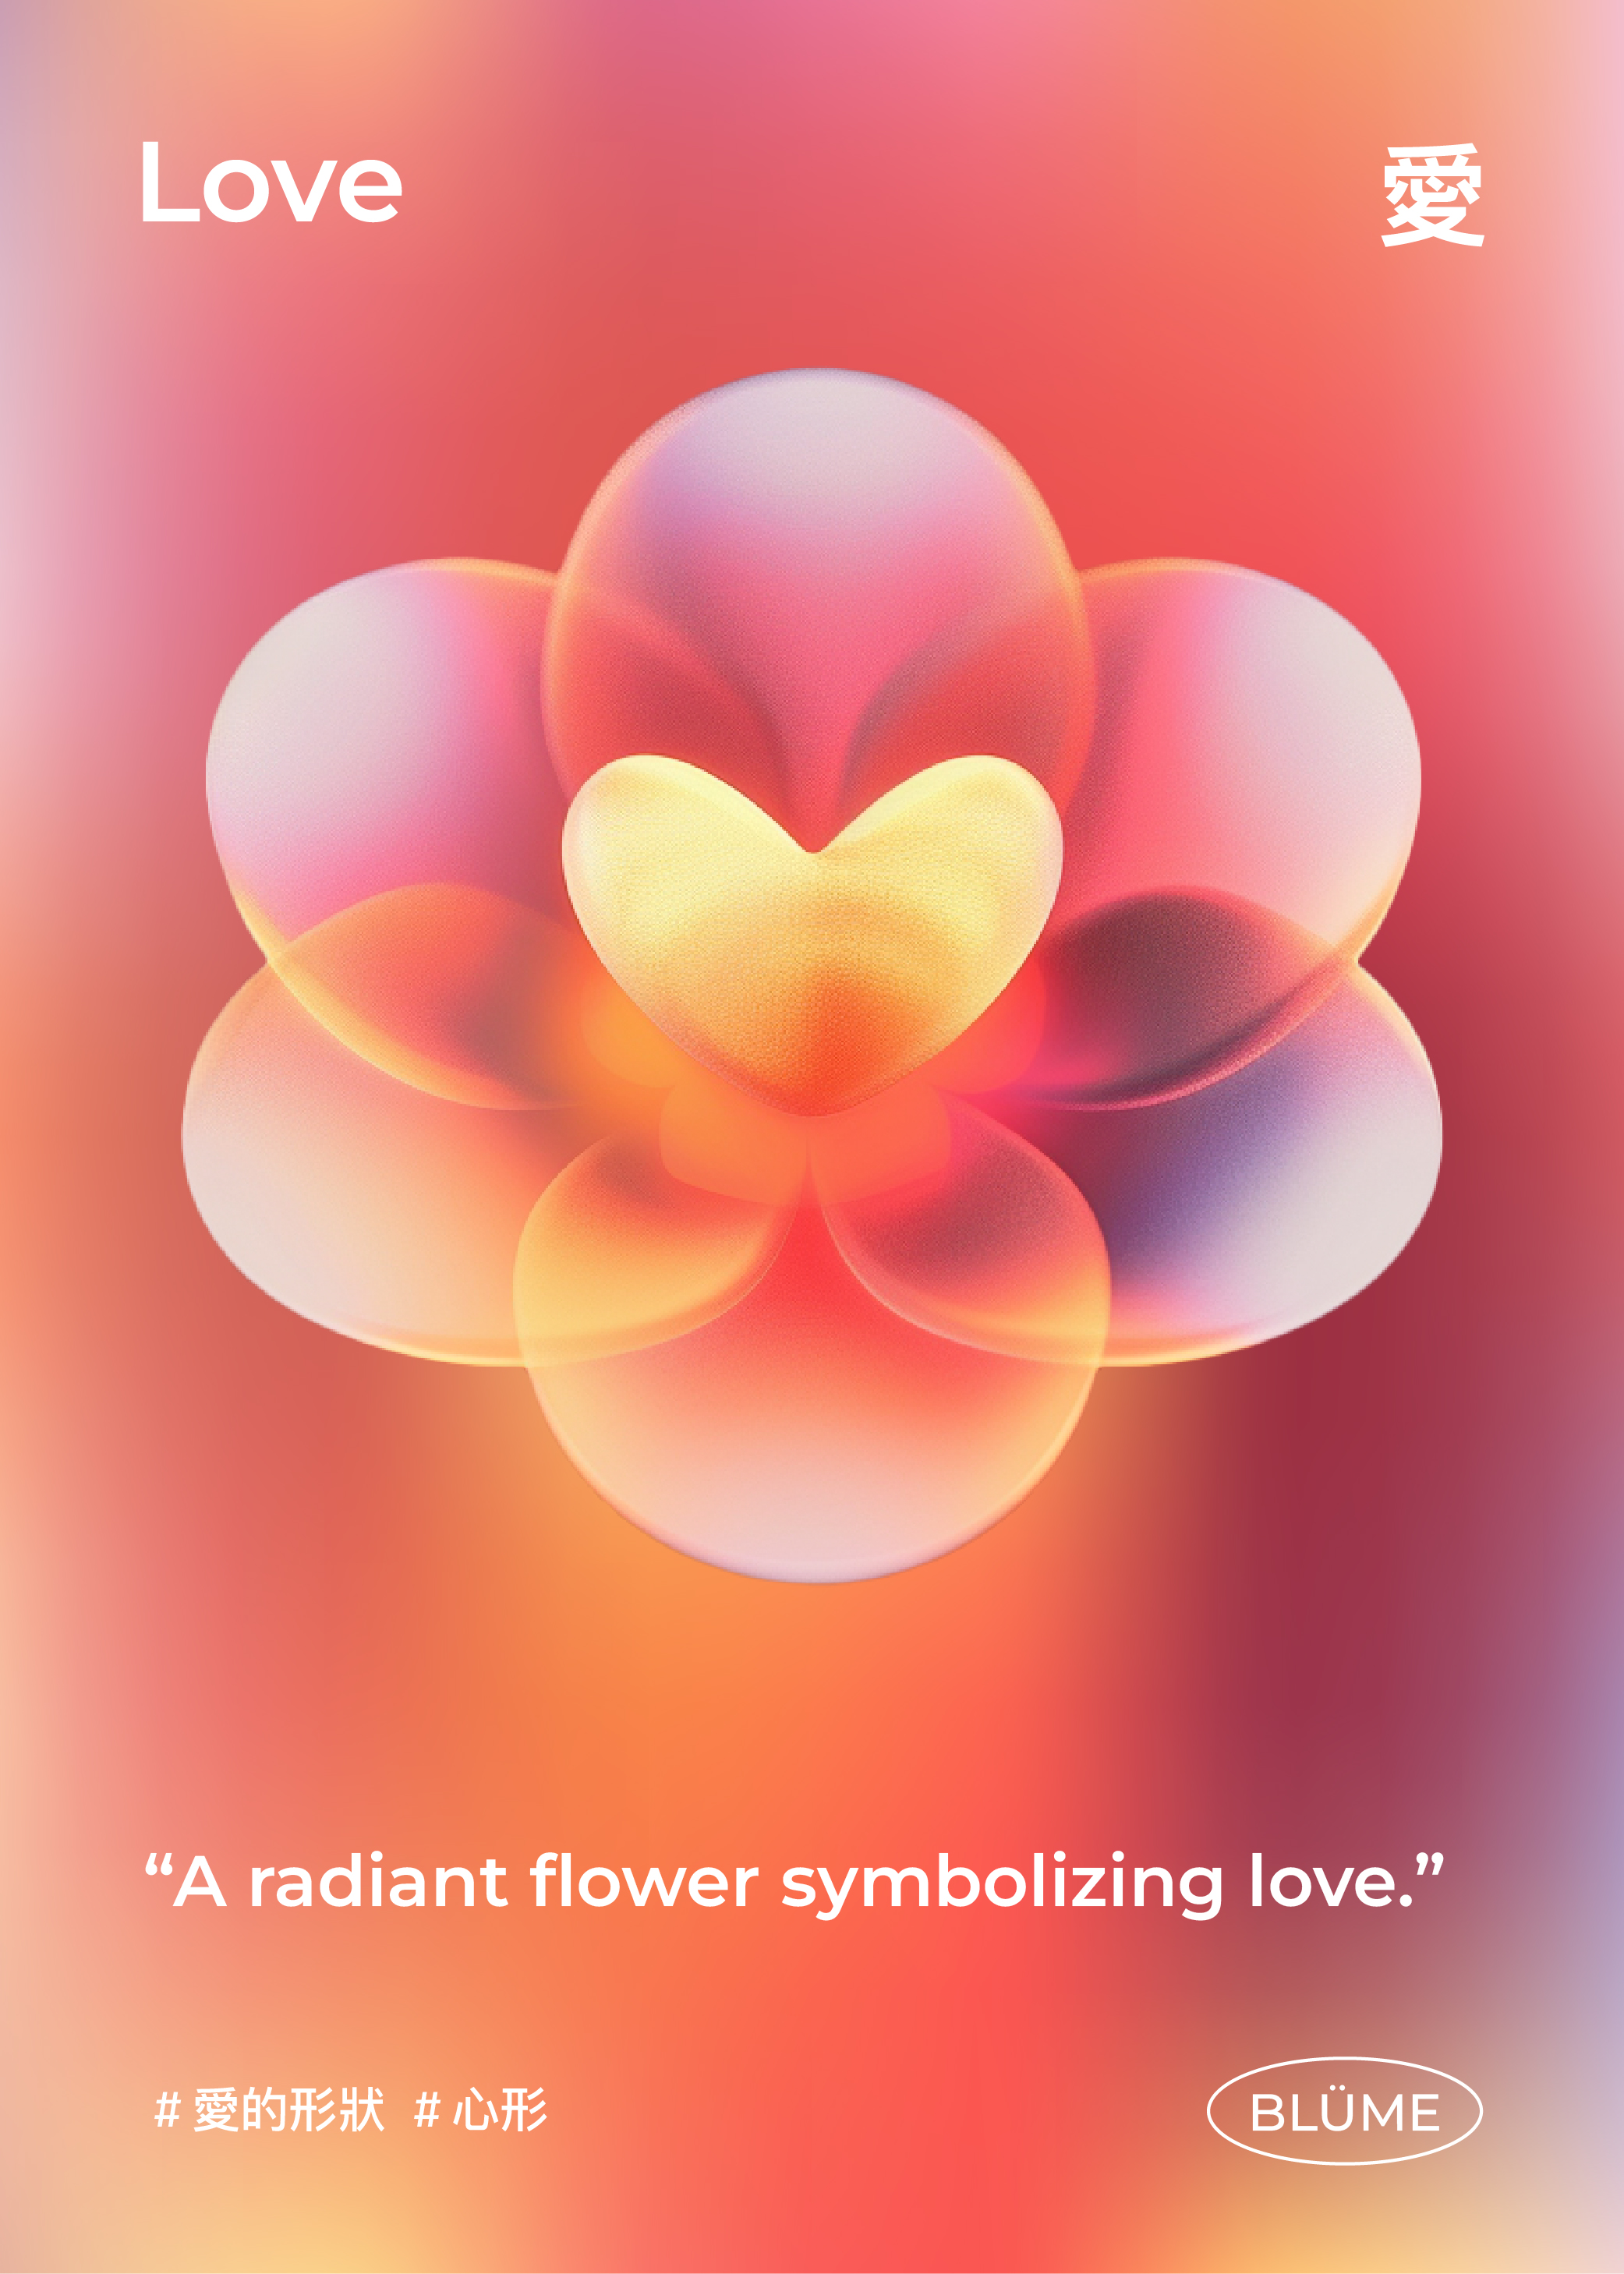 Love
愛
“A radiant flower symbolizing love.”
# 愛的形狀 # 心形
BLÜME